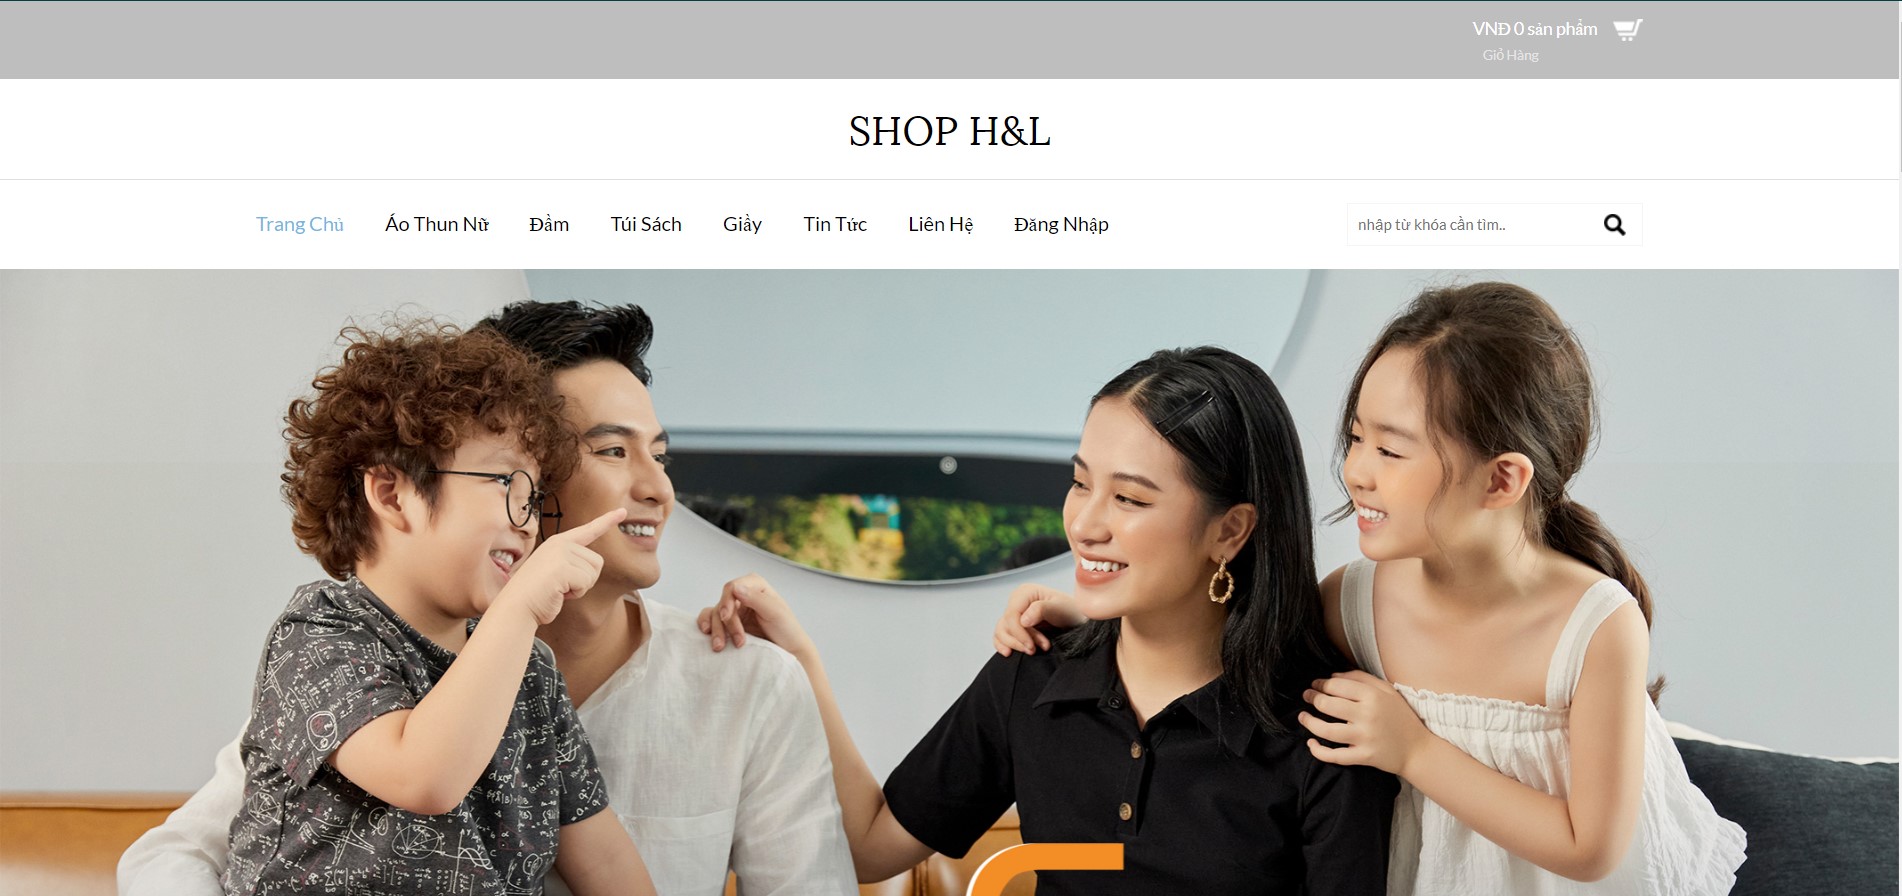 VNĐ 0 sản phẩm
Giỏ Hàng
SHOP H&L
Trang Chủ Áo Thun Nữ Đầm Túi Sách Giầy Tin Tức Liên Hệ Đăng Nhập
nhập từ khóa cần tìm..